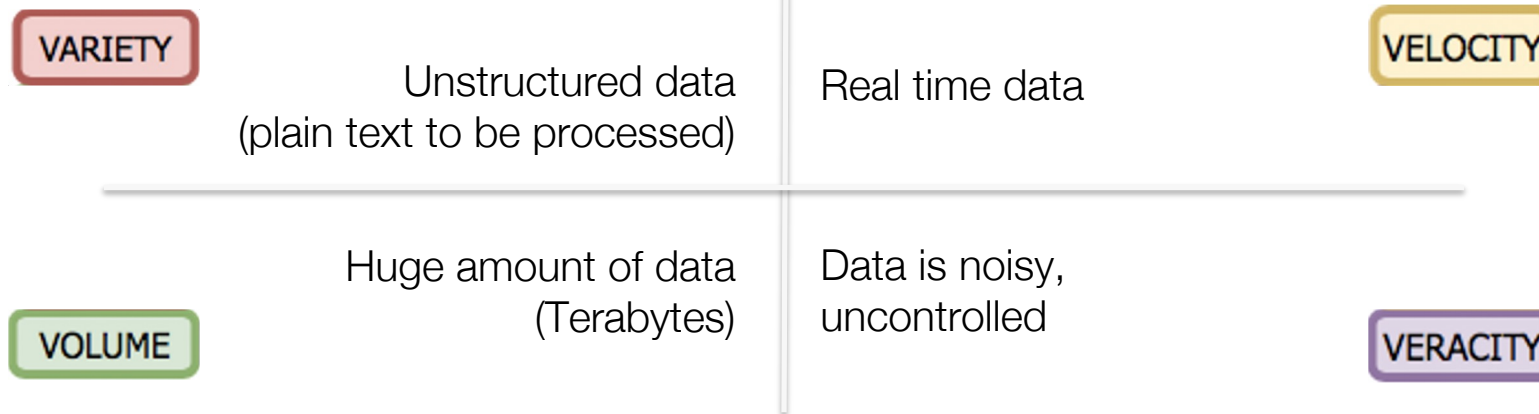 VARIETY
Unstructured data
(plain text to be processed)
VELOCITY
Real time data
Huge amount of data
(Terabytes)
VOLUME
Data is noisy,
uncontrolled
VERACITY